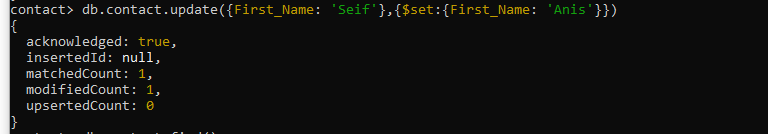 contact> db.contact.update({First_Name: 'Seif'},{$set:{First_Name: 'Anis'}})
{
  acknowledged: true,
  insertedId: null,
  matchedCount: 1,
  modifiedCount: 1,
  upsertedCount: 0
}